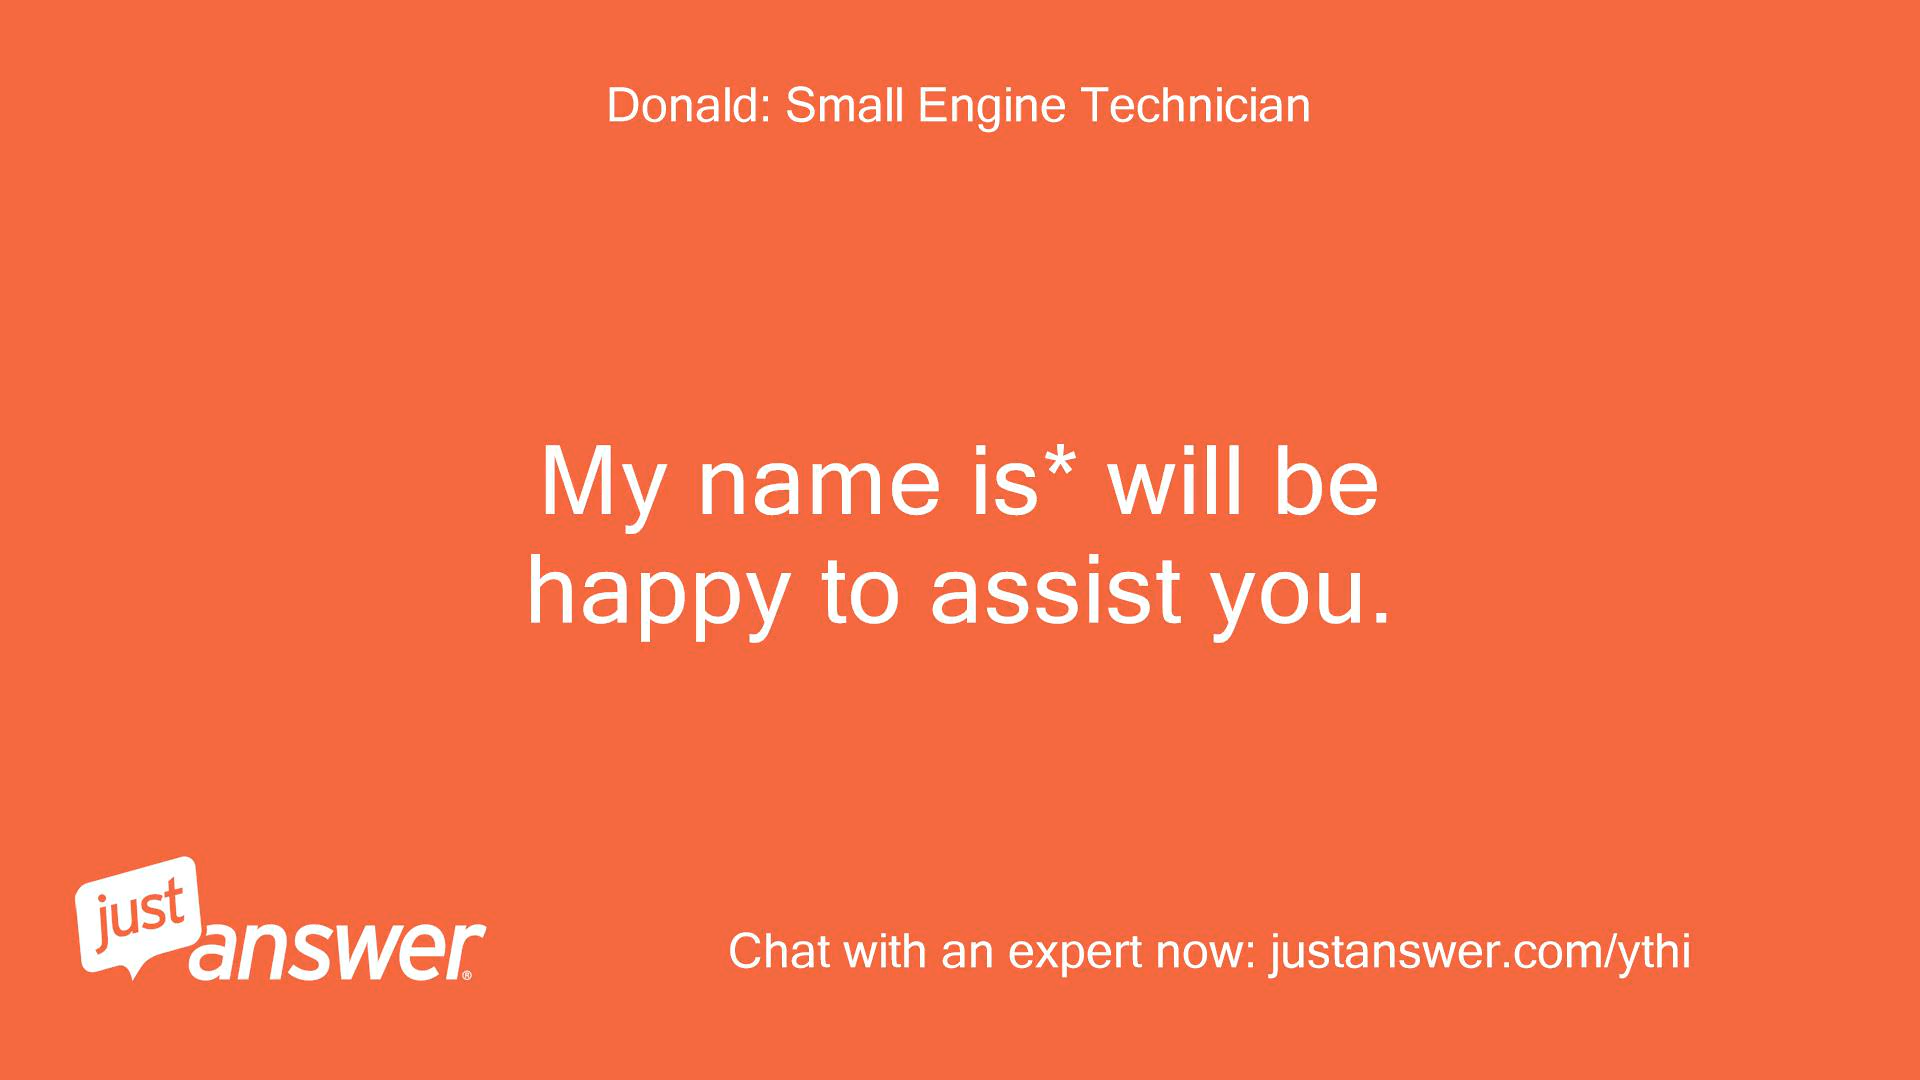 Donald: Small Engine Technician
My name is* will be
happy to assist you.
just
answer®
Chat with an expert now: justanswer.com/ythi